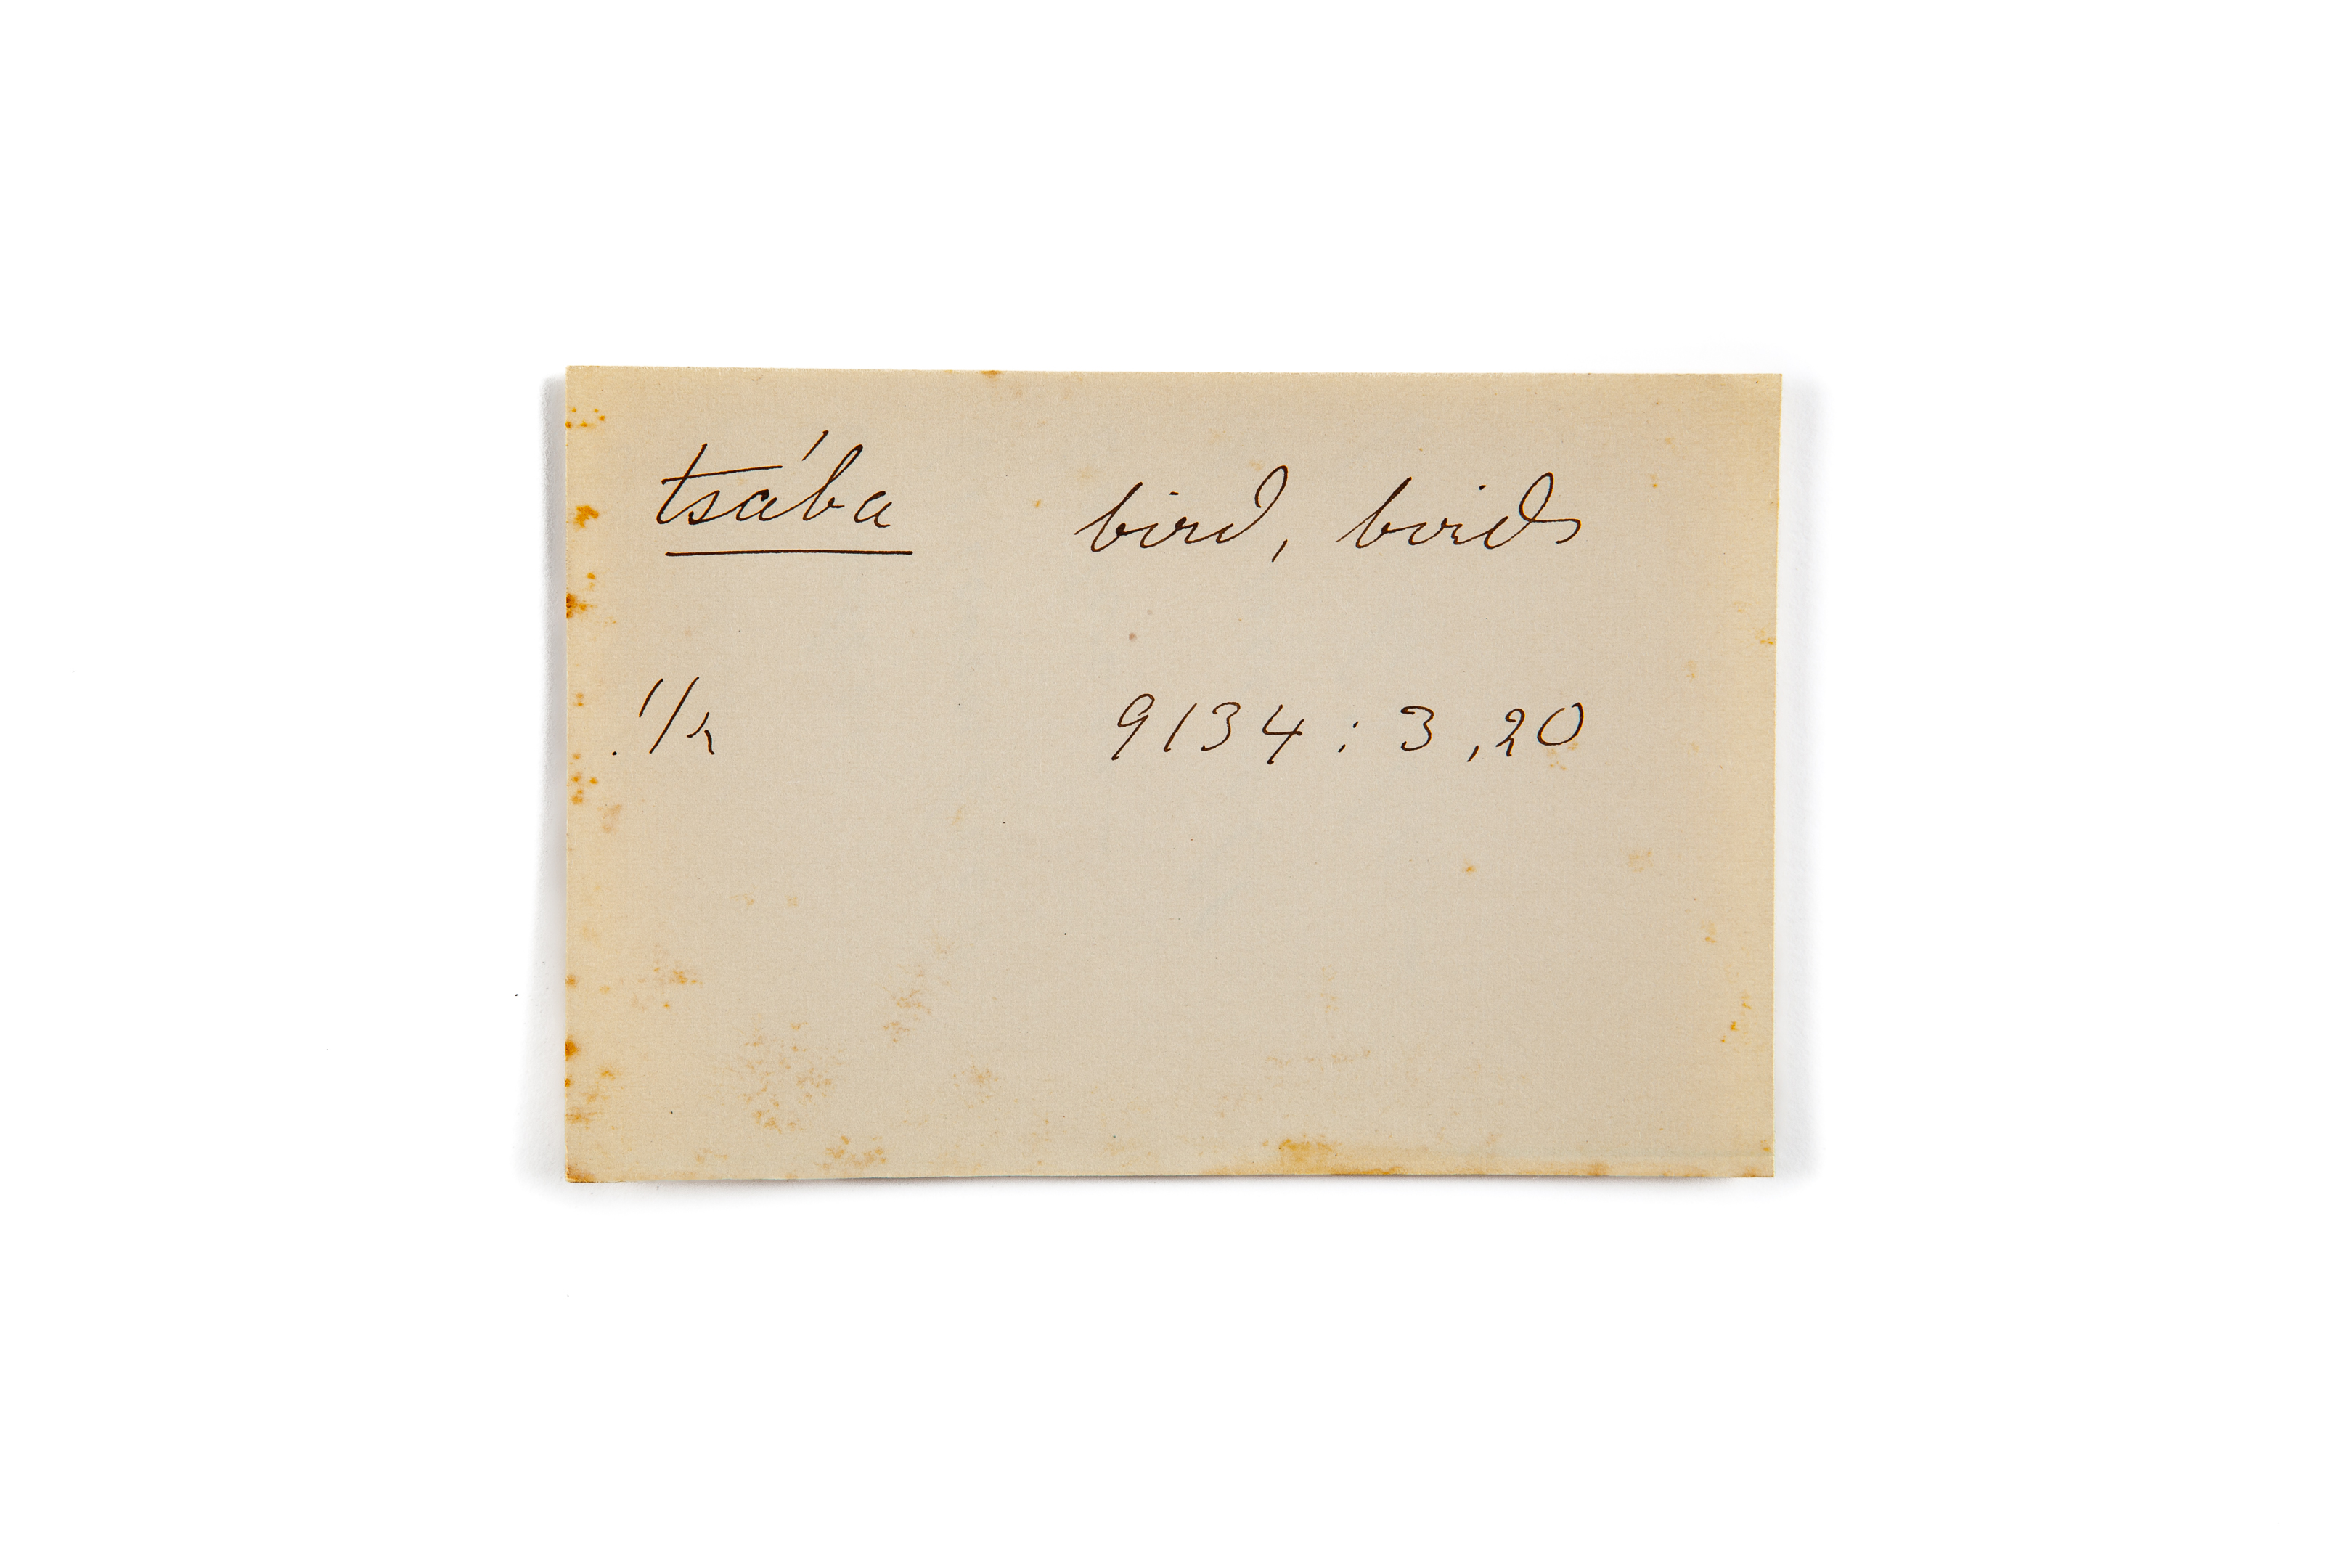 tsába bird, birds
.1/2 9134 : 3, 20